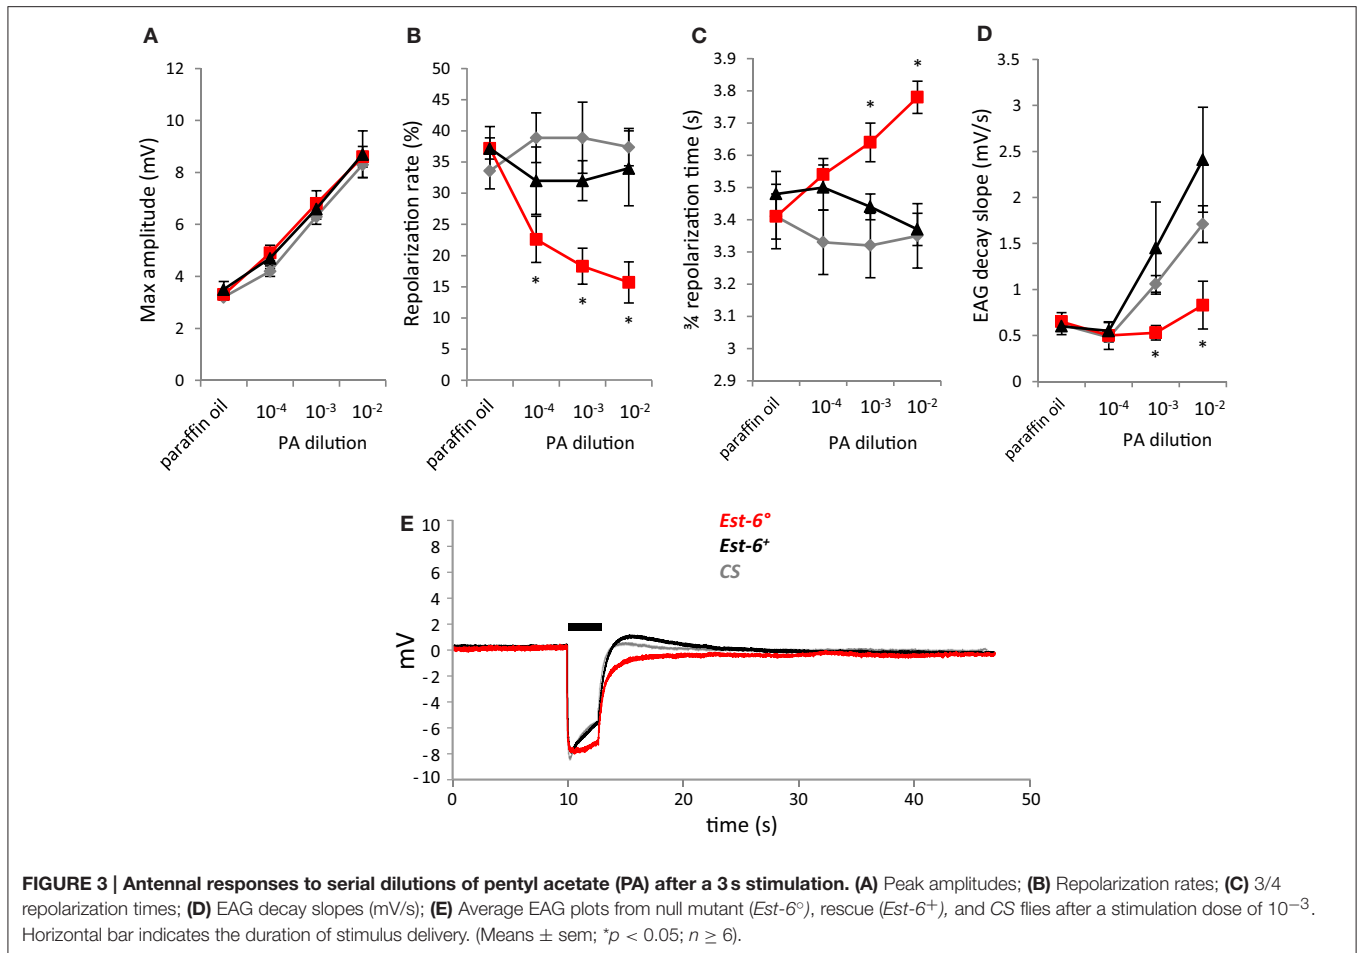 A
Max amplitude (mV)
12
10
8
6
4
2
0
paraffin oil
10⁻⁴
10⁻³
10⁻²
PA dilution
B
Repolarization rate (%)
50
45
40
35
30
25
20
15
10
5
0
*
*
*
paraffin oil
10⁻⁴
10⁻³
10⁻²
PA dilution
C
¾ repolarization time (s)
3.9
3.8
3.7
3.6
3.5
3.4
3.3
3.2
3.1
3
2.9
*
*
paraffin oil
10⁻⁴
10⁻³
10⁻²
PA dilution
D
EAG decay slope (mV/s)
3.5
3
2.5
2
1.5
1
0.5
0
*
*
paraffin oil
10⁻⁴
10⁻³
10⁻²
PA dilution
E
mV
10
8
6
4
2
0
-2
-4
-6
-8
-10
Est-6°
Est-6⁺
CS
0
10
20
30
40
50
time (s)
FIGURE 3 | Antennal responses to serial dilutions of pentyl acetate (PA) after a 3 s stimulation. (A) Peak amplitudes; (B) Repolarization rates; (C) 3/4
repolarization times; (D) EAG decay slopes (mV/s); (E) Average EAG plots from null mutant (Est-6°), rescue (Est-6⁺), and CS flies after a stimulation dose of 10⁻³.
Horizontal bar indicates the duration of stimulus delivery. (Means ± sem; *p < 0.05; n ≥ 6).